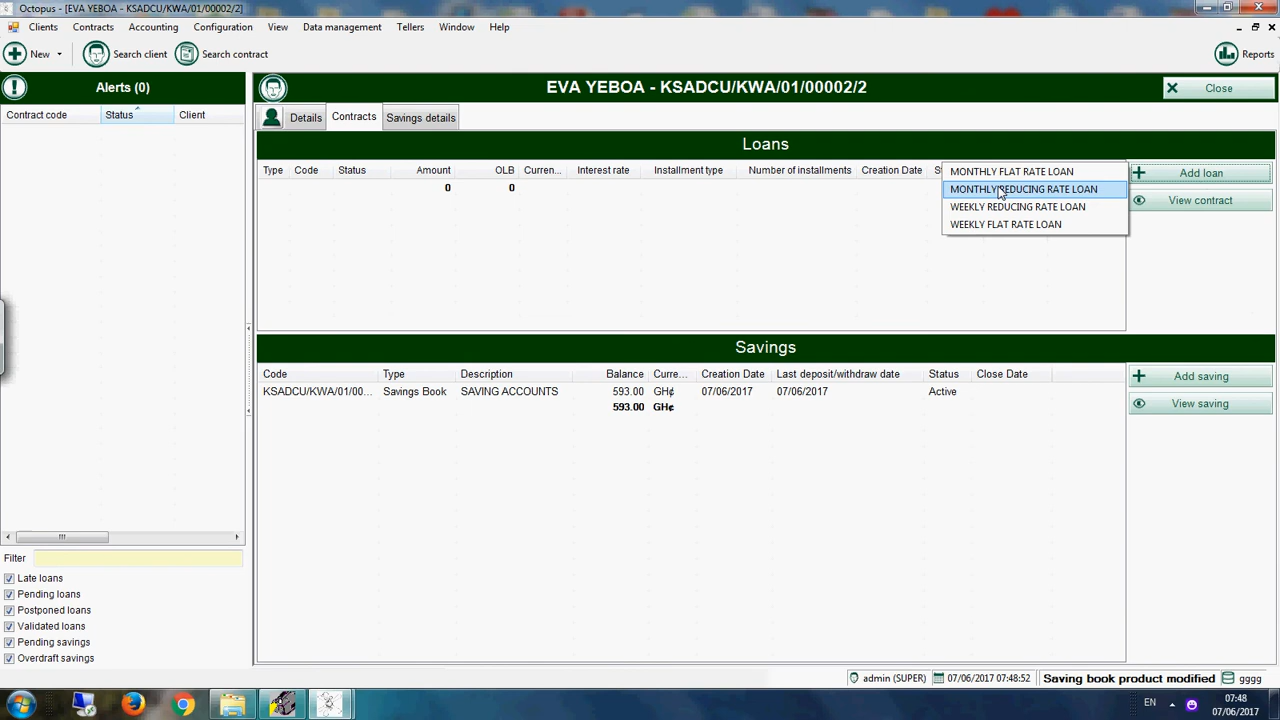 Octopus - [EVA YEBOA - KSADCU/KWA/01/00002/2]
Clients Contracts Accounting Configuration View Data management Tellers Window Help
New Search client Search contract Reports
Alerts (0)
EVA YEBOA - KSADCU/KWA/01/00002/2
Close
Contract code Status Client
Details Contracts Savings details
Loans
Type Code Status Amount OLB Curren... Interest rate Installment type Number of installments Creation Date
0 0
MONTHLY FLAT RATE LOAN
MONTHLY REDUCING RATE LOAN
WEEKLY REDUCING RATE LOAN
WEEKLY FLAT RATE LOAN
Add loan
View contract
Savings
Code Type Description Balance Curre... Creation Date Last deposit/withdraw date Status Close Date
KSADCU/KWA/01/00... Savings Book SAVING ACCOUNTS 593.00 GH¢ 07/06/2017 07/06/2017 Active
593.00 GH¢
Add saving
View saving
Filter
Late loans
Pending loans
Postponed loans
Validated loans
Pending savings
Overdraft savings
admin (SUPER) 07/06/2017 07:48:52 Saving book product modified gggg
EN 07:48
07/06/2017